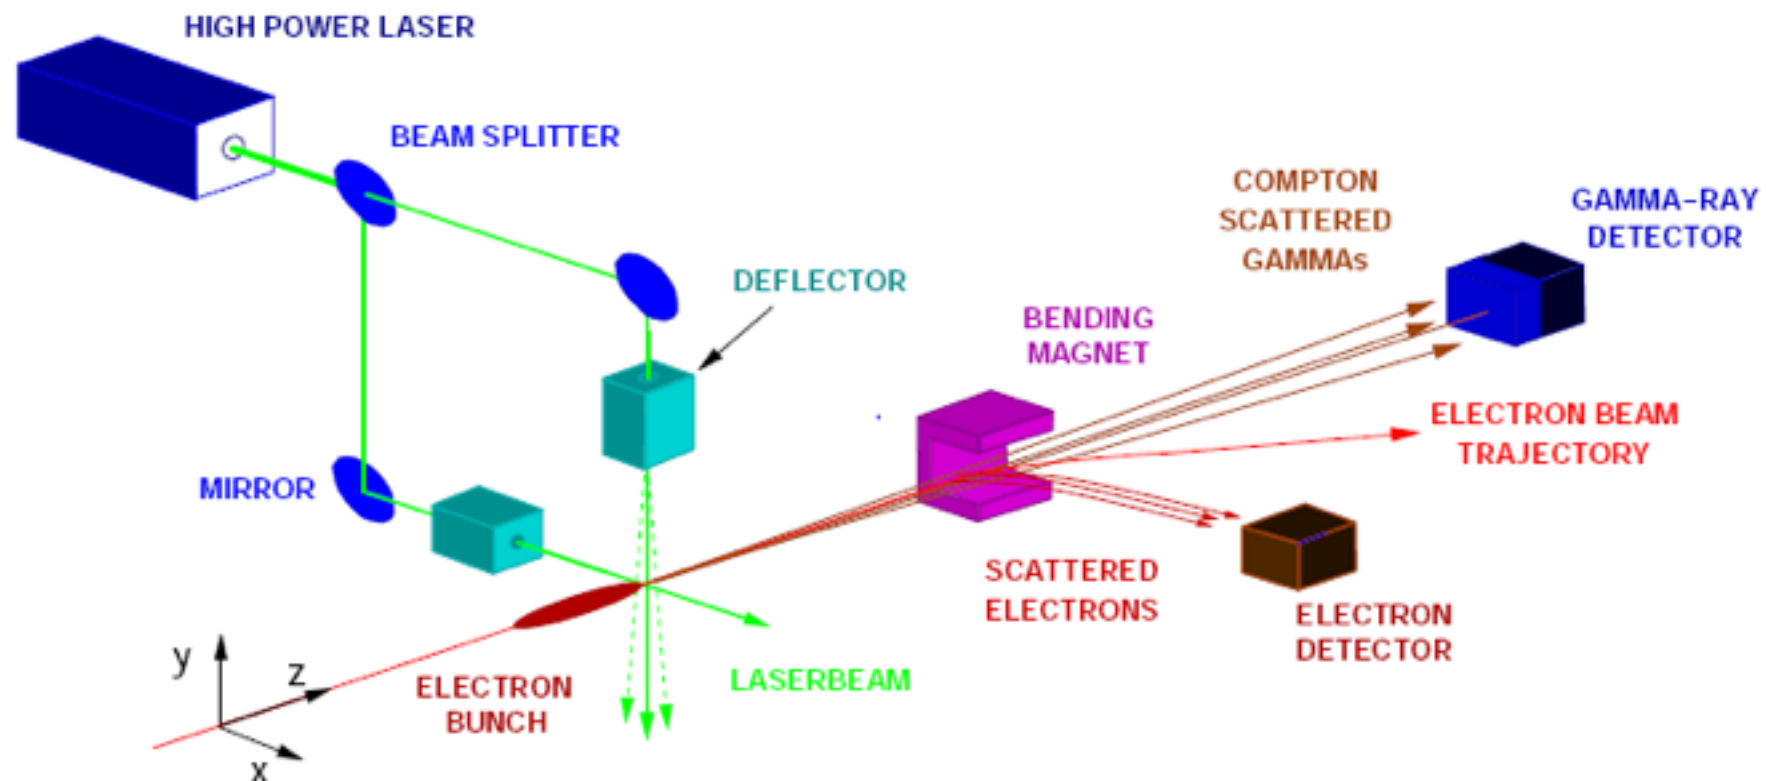 HIGH POWER LASER
BEAM SPLITTER
COMPTON
SCATTERED
GAMMAs
GAMMA-RAY
DETECTOR
DEFLECTOR
BENDING
MAGNET
ELECTRON BEAM
TRAJECTORY
MIRROR
SCATTERED
ELECTRONS
ELECTRON
DETECTOR
LASERBEAM
ELECTRON
BUNCH
y
z
x